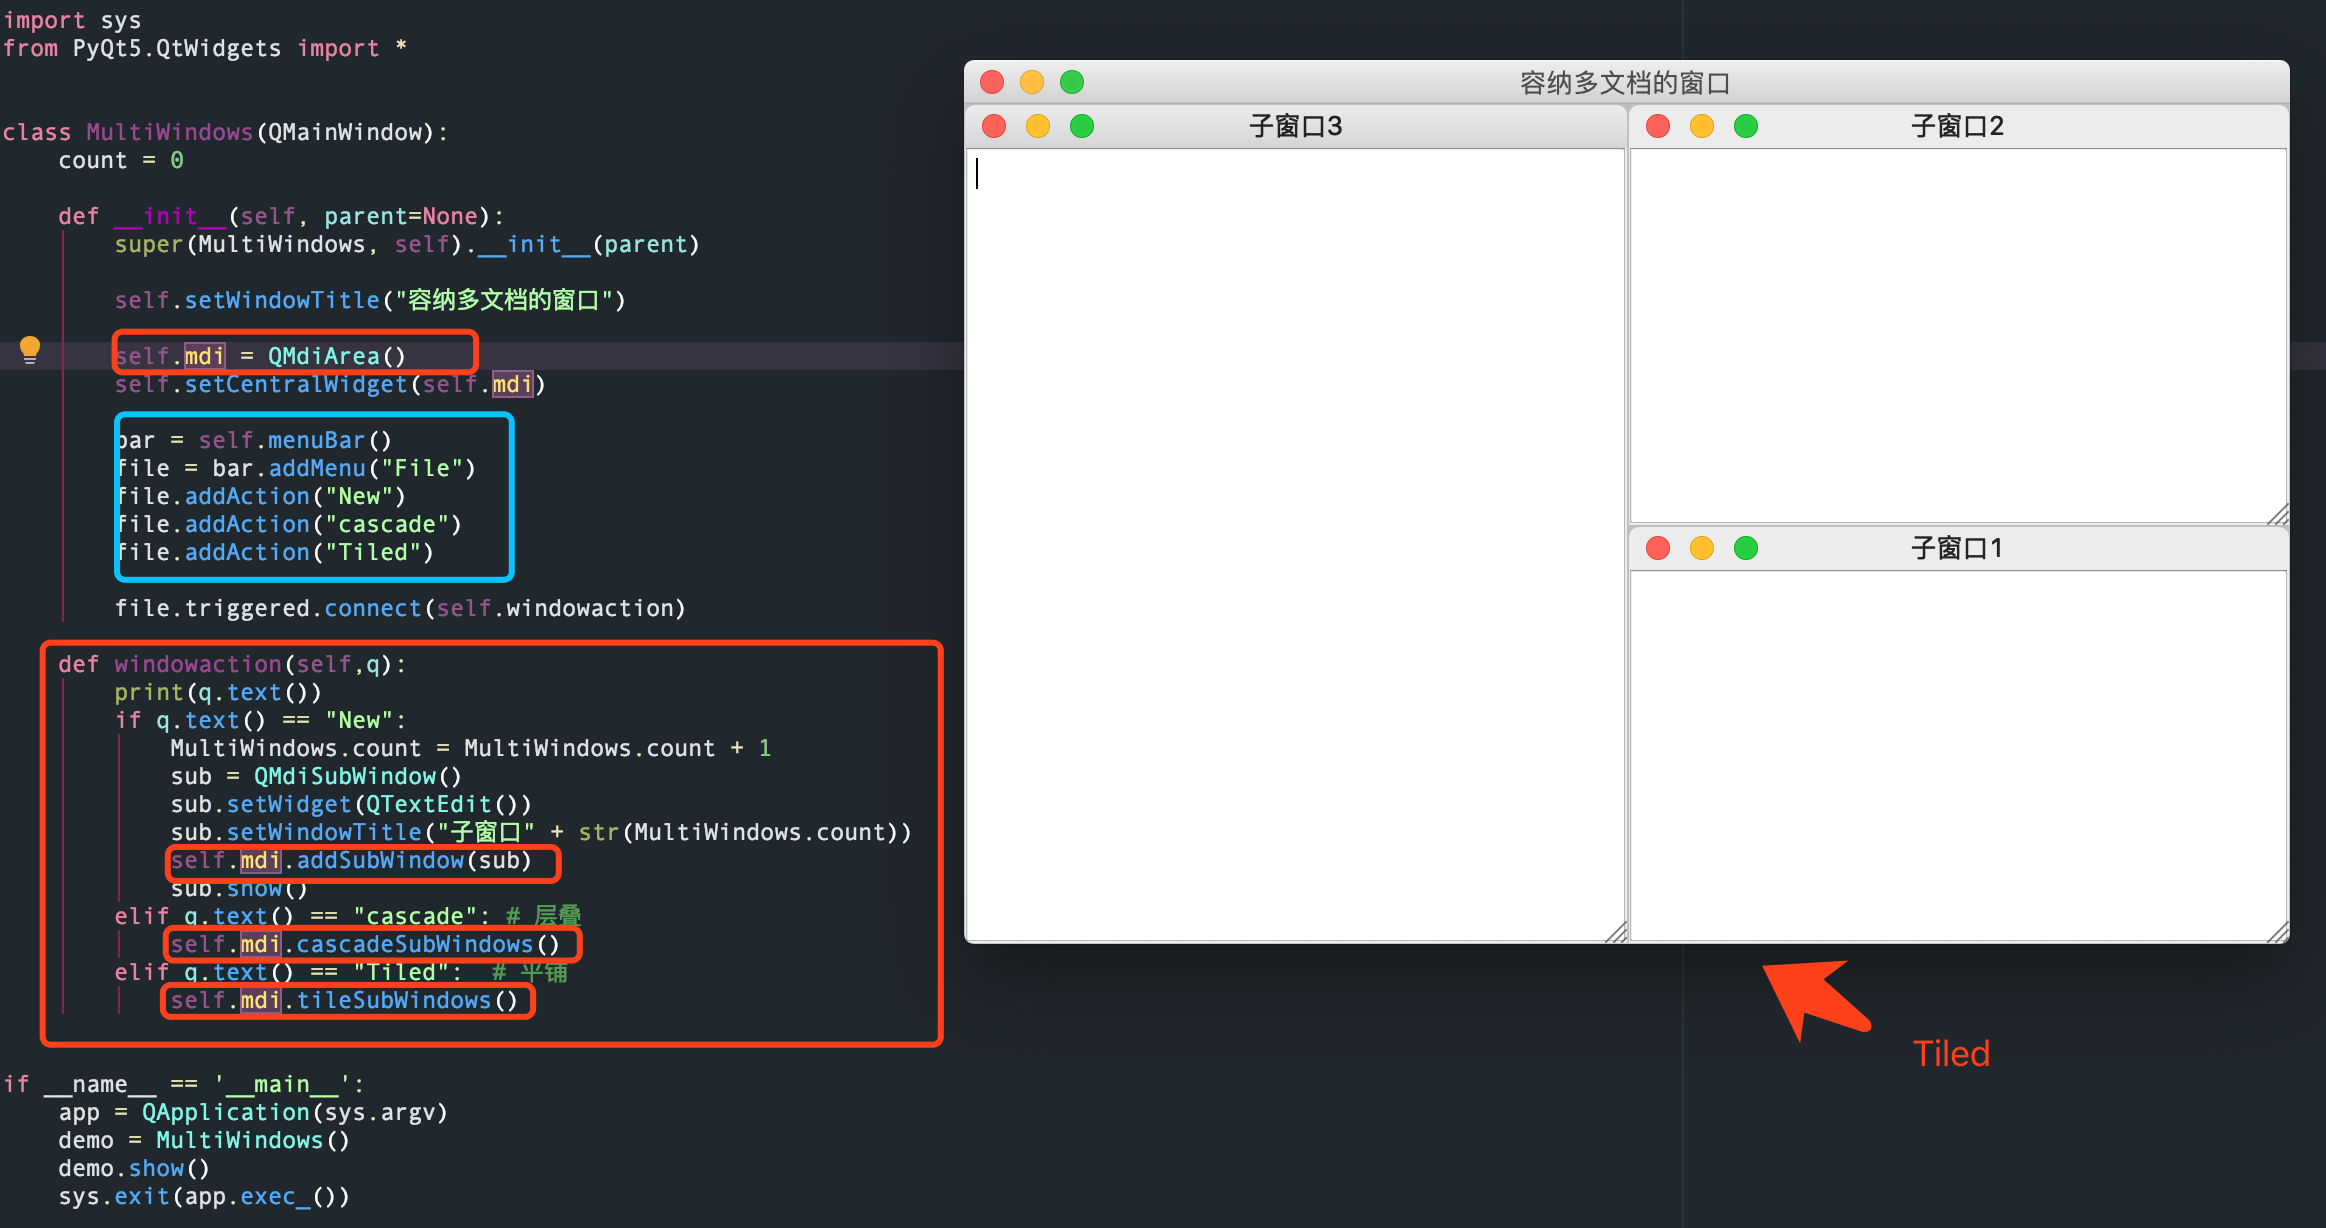 import sys
from PyQt5.QtWidgets import *
class MultiWindows(QMainWindow):
count = 0
def __init__(self, parent=None):
super(MultiWindows, self).__init__(parent)
self.setWindowTitle("容纳多文档的窗口")
self.mdi = QMdiArea()
self.setCentralWidget(self.mdi)
bar = self.menuBar()
file = bar.addMenu("File")
file.addAction("New")
file.addAction("cascade")
file.addAction("Tiled")
file.triggered.connect(self.windowaction)
def windowaction(self,q):
print(q.text())
if q.text() == "New":
MultiWindows.count = MultiWindows.count + 1
sub = QMdiSubWindow()
sub.setWidget(QTextEdit())
sub.setWindowTitle("子窗口" + str(MultiWindows.count))
self.mdi.addSubWindow(sub)
sub.show()
elif q.text() == "cascade": # 层叠
self.mdi.cascadeSubWindows()
elif q.text() == "Tiled":  # 平铺
self.mdi.tileSubWindows()
if __name__ == '__main__':
app = QApplication(sys.argv)
demo = MultiWindows()
demo.show()
sys.exit(app.exec_())
容纳多文档的窗口
子窗口3
子窗口2
子窗口1
Tiled